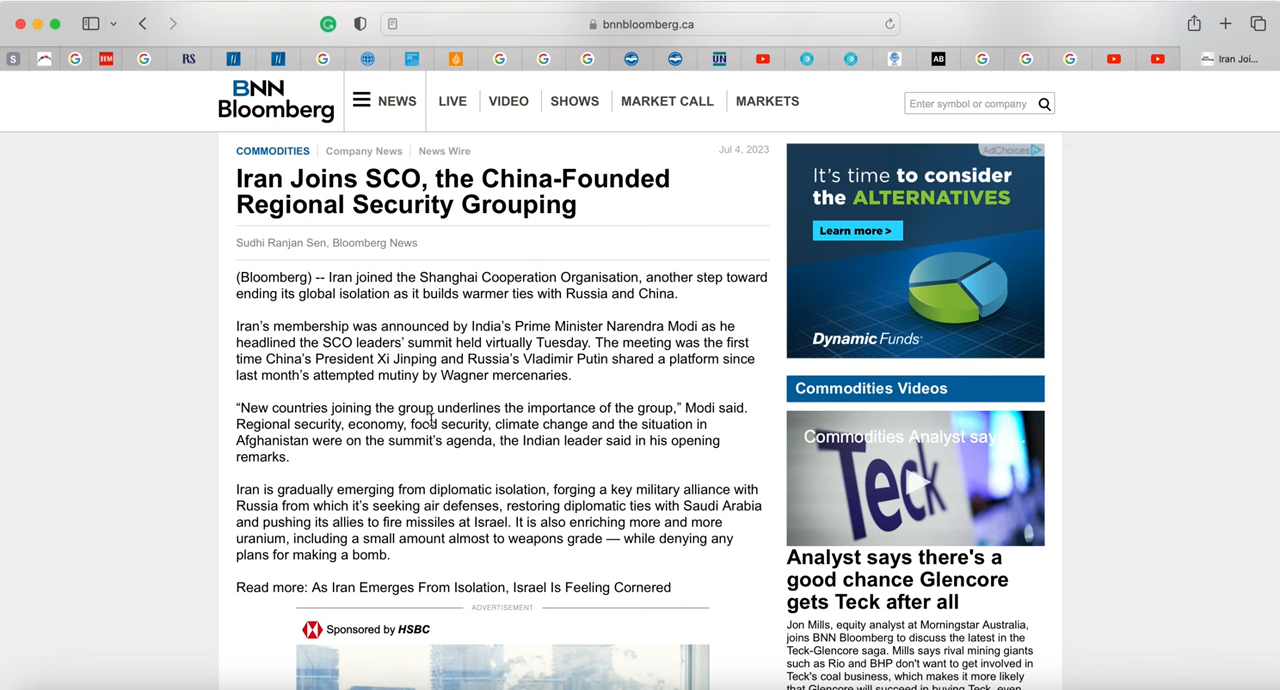 bnnbloomberg.ca
S
IEM
RS
UN
AB
Iran Joi...
BNN
Bloomberg
NEWS
LIVE
VIDEO
SHOWS
MARKET CALL
MARKETS
Enter symbol or company
COMMODITIES
Company News
News Wire
Jul 4, 2023
Iran Joins SCO, the China-Founded
Regional Security Grouping
Sudhi Ranjan Sen, Bloomberg News
(Bloomberg) -- Iran joined the Shanghai Cooperation Organisation, another step toward
ending its global isolation as it builds warmer ties with Russia and China.
Iran’s membership was announced by India’s Prime Minister Narendra Modi as he
headlined the SCO leaders’ summit held virtually Tuesday. The meeting was the first
time China’s President Xi Jinping and Russia’s Vladimir Putin shared a platform since
last month’s attempted mutiny by Wagner mercenaries.
“New countries joining the group underlines the importance of the group,” Modi said.
Regional security, economy, food security, climate change and the situation in
Afghanistan were on the summit’s agenda, the Indian leader said in his opening
remarks.
Iran is gradually emerging from diplomatic isolation, forging a key military alliance with
Russia from which it’s seeking air defenses, restoring diplomatic ties with Saudi Arabia
and pushing its allies to fire missiles at Israel. It is also enriching more and more
uranium, including a small amount almost to weapons grade — while denying any
plans for making a bomb.
Read more: As Iran Emerges From Isolation, Israel Is Feeling Cornered
ADVERTISEMENT
Sponsored by HSBC
AdChoices
It's time to consider
the ALTERNATIVES
Learn more >
Dynamic Funds
Commodities Videos
Commodities Analyst say ...
Teck
Analyst says there's a
good chance Glencore
gets Teck after all
Jon Mills, equity analyst at Morningstar Australia,
joins BNN Bloomberg to discuss the latest in the
Teck-Glencore saga. Mills says rival mining giants
such as Rio and BHP don't want to get involved in
Teck's coal business, which makes it more likely
that Glencore will succeed in buying Teck, even